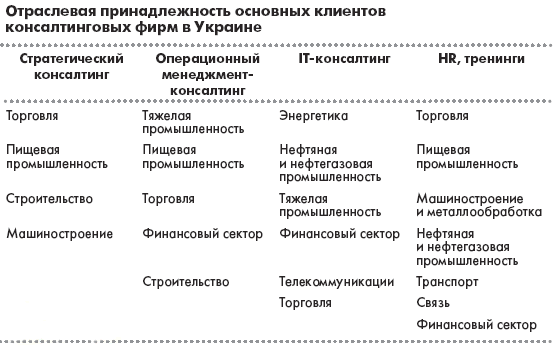 Отраслевая принадлежность основных клиентов
консалтинговых фирм в Украине
Стратегический
консалтинг
Операционный
менеджмент-
консалтинг
IT-консалтинг
HR, тренинги
Торговля
Тяжелая
промышленность
Энергетика
Торговля
Пищевая
промышленность
Пищевая
промышленность
Нефтяная
и нефтегазовая
промышленность
Пищевая
промышленность
Строительство
Торговля
Тяжелая
промышленность
Машиностроение
и металлообработка
Машиностроение
Финансовый сектор
Финансовый сектор
Нефтяная
и нефтегазовая
промышленность
Строительство
Телекоммуникации
Транспорт
Торговля
Связь
Финансовый сектор